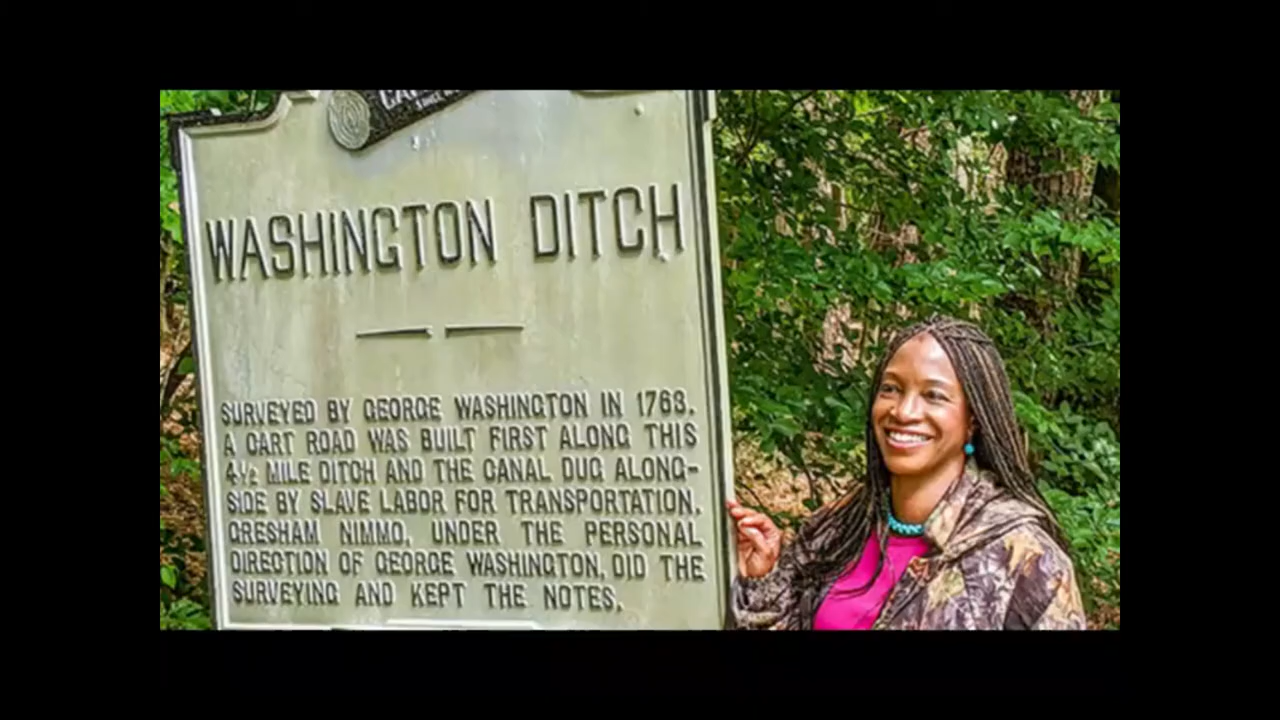 WASHINGTON DITCH
SURVEYED BY GEORGE WASHINGTON IN 1763.
A CART ROAD WAS BUILT FIRST ALONG THIS
4½ MILE DITCH AND THE CANAL DUG ALONG-
SIDE BY SLAVE LABOR FOR TRANSPORTATION.
GRESHAM NIMMO, UNDER THE PERSONAL
DIRECTION OF GEORGE WASHINGTON, DID THE
SURVEYING AND KEPT THE NOTES.